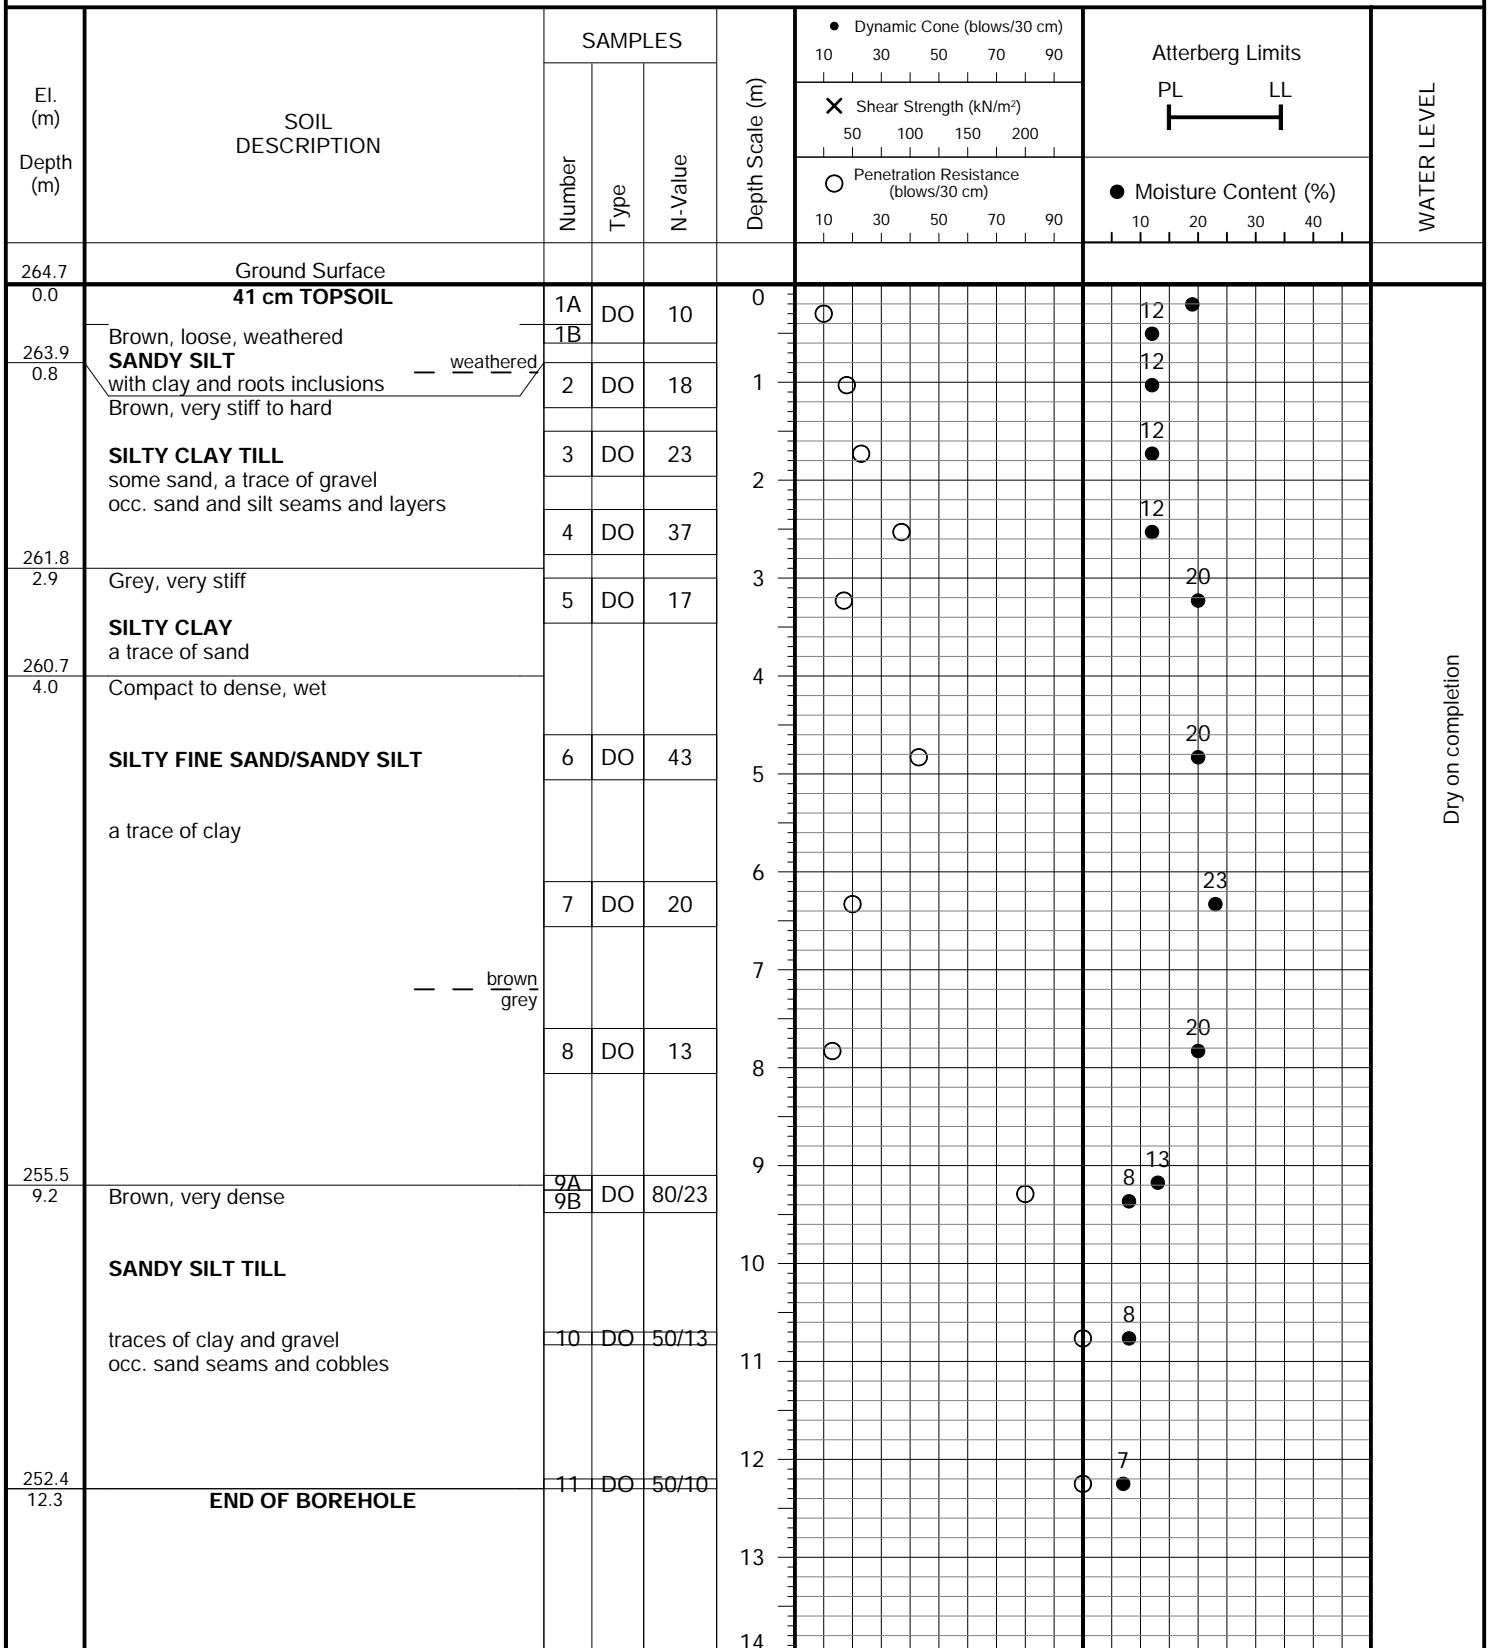 El.
(m)
Depth
(m)
SOIL
DESCRIPTION
SAMPLES
Number
Type
N-Value
Depth Scale (m)
● Dynamic Cone (blows/30 cm)
10 30 50 70 90
✕ Shear Strength (kN/m²)
50 100 150 200
○ Penetration Resistance
(blows/30 cm)
10 30 50 70 90
Atterberg Limits
PL LL
● Moisture Content (%)
10 20 30 40
WATER LEVEL
264.7 Ground Surface
0.0 41 cm TOPSOIL 1A DO 10 0
12
Brown, loose, weathered 1B
263.9 SANDY SILT weathered 12
0.8 with clay and roots inclusions 2 DO 18 1
Brown, very stiff to hard
12
SILTY CLAY TILL 3 DO 23
some sand, a trace of gravel 2
occ. sand and silt seams and layers 12
4 DO 37
261.8
2.9 Grey, very stiff 3 20
5 DO 17
SILTY CLAY
a trace of sand
260.7
4.0 Compact to dense, wet 4
20
SILTY FINE SAND/SANDY SILT 6 DO 43
5
a trace of clay
6 23
7 DO 20
brown 7
grey
20
8 DO 13
8
9 13
255.5 9A 8
9.2 Brown, very dense 9B DO 80/23
SANDY SILT TILL 10
8
traces of clay and gravel 10 DO 50/13
occ. sand seams and cobbles 11
12 7
252.4 11 DO 50/10
12.3 END OF BOREHOLE
13
14
Dry on completion